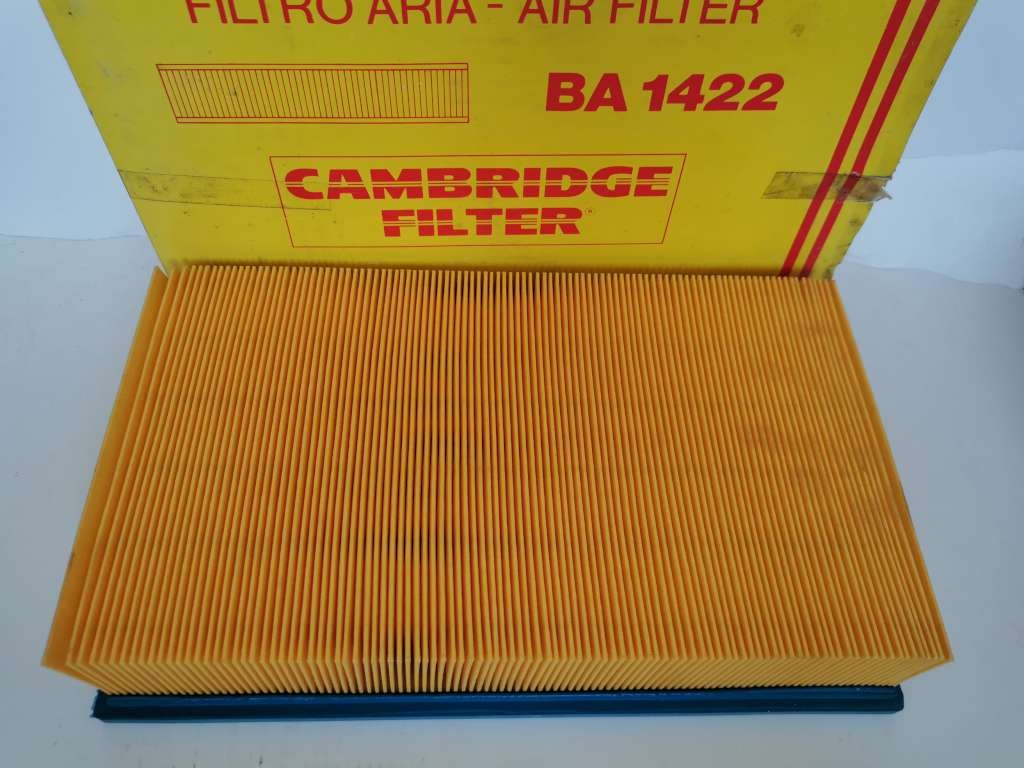 FILTRO ARIA - AIR FILTER
BA 1422
CAMBRIDGE
FILTER